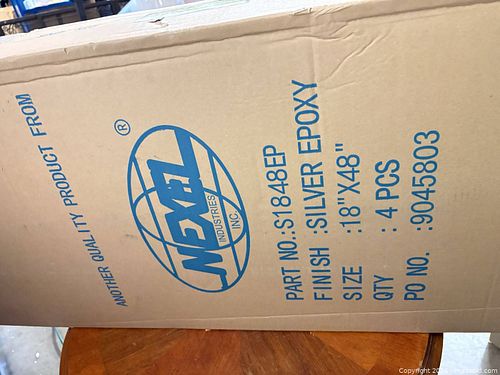 ANOTHER QUALITY PRODUCT FROM
®
NEXEL
INDUSTRIES
INC.
PART NO.:S1848EP
FINISH :SILVER EPOXY
SIZE :18"X48"
QTY : 4 PCS
PO NO. :9045803